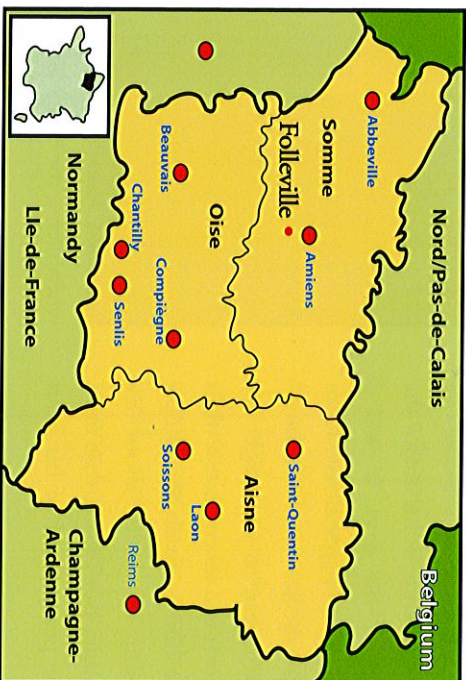 Nord/Pas-de-Calais
Belgium
Abbeville
Somme
Amiens
Folleville
Saint-Quentin
Oise
Aisne
Beauvais
Compiègne
Laon
Soissons
Chantilly
Senlis
Reims
Normandy
LIe-de-France
Champagne-
Ardenne